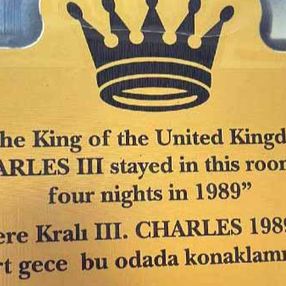 he King of the United Kingd
ARLES III stayed in this roo
four nights in 1989”
ere Kralı III. CHARLES 1989
rt gece bu odada konaklam